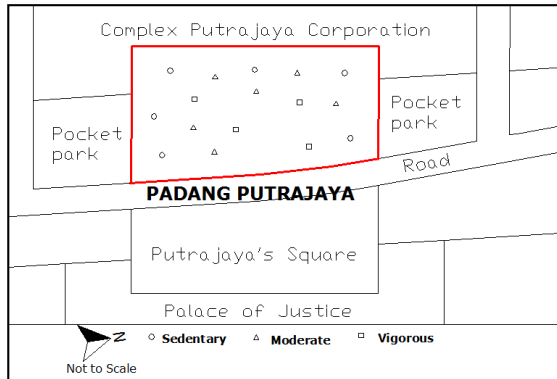 Complex Putrajaya Corporation
Pocket
park
Pocket
park
Road
PADANG PUTRAJAYA
Putrajaya's Square
Palace of Justice
N
Sedentary
Moderate
Vigorous
Not to Scale